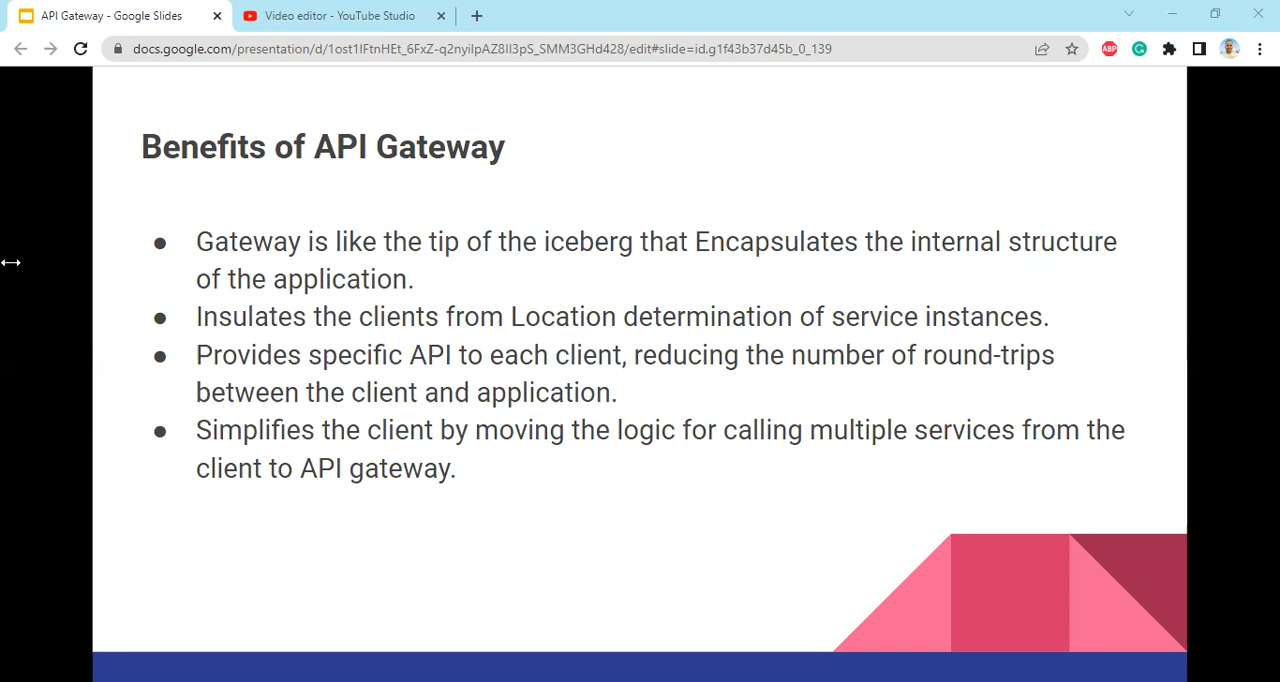 API Gateway - Google Slides
Video editor - YouTube Studio
docs.google.com/presentation/d/1ost1IFtnHEt_6FxZ-q2nyiIpAZ8II3pS_SMM3GHd428/edit#slide=id.g1f43b37d45b_0_139
ABP
Benefits of API Gateway
● Gateway is like the tip of the iceberg that Encapsulates the internal structure
of the application.
● Insulates the clients from Location determination of service instances.
● Provides specific API to each client, reducing the number of round-trips
between the client and application.
● Simplifies the client by moving the logic for calling multiple services from the
client to API gateway.